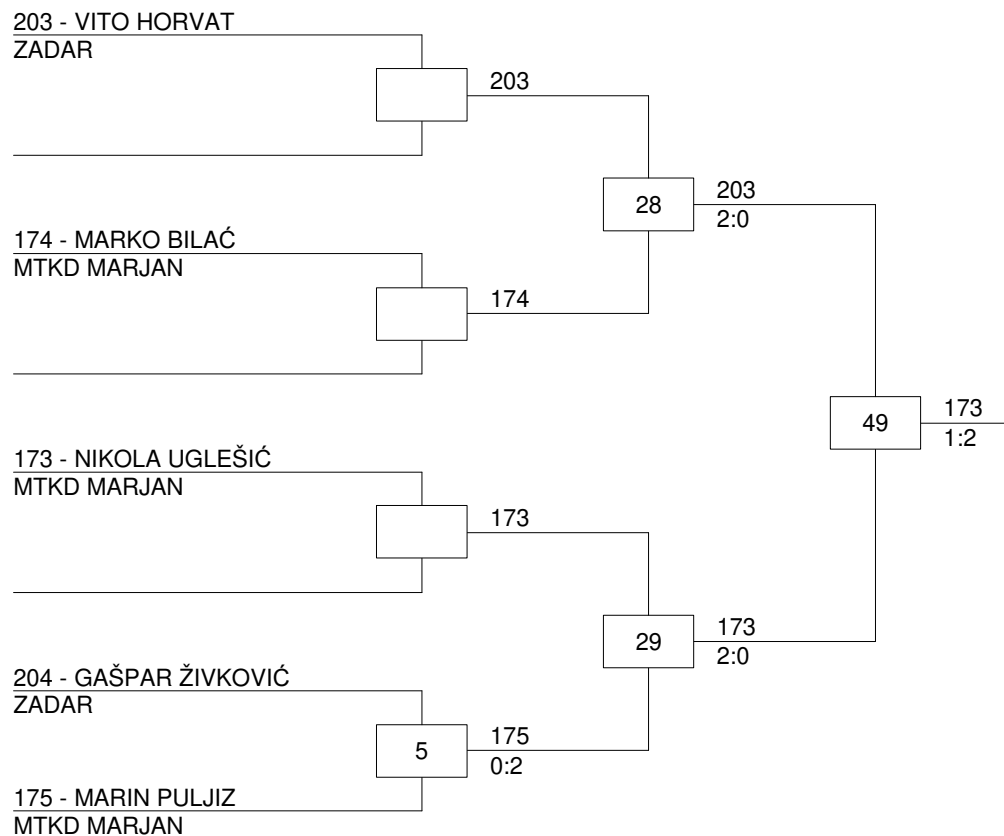 203 - VITO HORVAT
ZADAR
203
28
203
2:0
174 - MARKO BILAĆ
MTKD MARJAN
174
49
173
1:2
173 - NIKOLA UGLEŠIĆ
MTKD MARJAN
173
29
173
2:0
204 - GAŠPAR ŽIVKOVIĆ
ZADAR
5
175
0:2
175 - MARIN PULJIZ
MTKD MARJAN